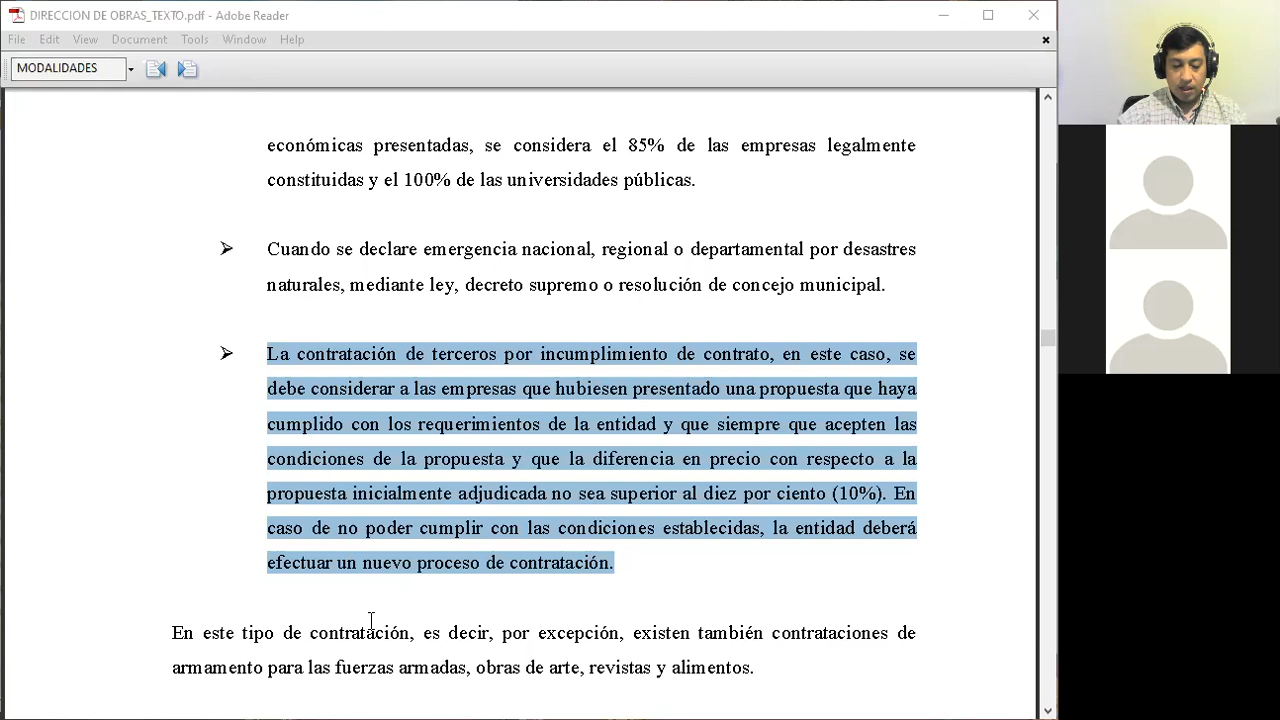 DIRECCION DE OBRAS_TEXTO.pdf - Adobe Reader
File Edit View Document Tools Window Help
MODALIDADES
económicas presentadas, se considera el 85% de las empresas legalmente
constituidas y el 100% de las universidades públicas.
Cuando se declare emergencia nacional, regional o departamental por desastres
naturales, mediante ley, decreto supremo o resolución de concejo municipal.
La contratación de terceros por incumplimiento de contrato, en este caso, se
debe considerar a las empresas que hubiesen presentado una propuesta que haya
cumplido con los requerimientos de la entidad y que siempre que acepten las
condiciones de la propuesta y que la diferencia en precio con respecto a la
propuesta inicialmente adjudicada no sea superior al diez por ciento (10%). En
caso de no poder cumplir con las condiciones establecidas, la entidad deberá
efectuar un nuevo proceso de contratación.
En este tipo de contratación, es decir, por excepción, existen también contrataciones de
armamento para las fuerzas armadas, obras de arte, revistas y alimentos.